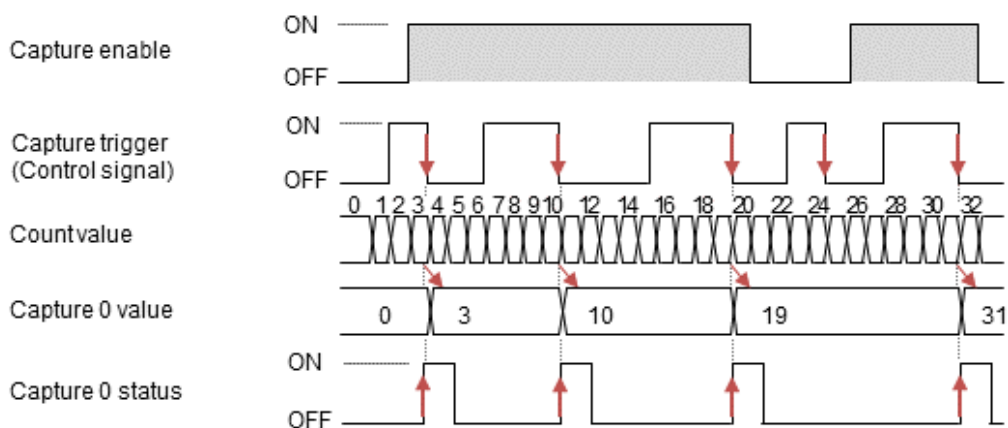 Capture enable
ON
OFF
Capture trigger
(Control signal)
ON
OFF
Count value
0 1 2 3 4 5 6 7 8 9 10 12 14 16 18 20 22 24 26 28 30 32
Capture 0 value
0 3 10 19 31
Capture 0 status
ON
OFF